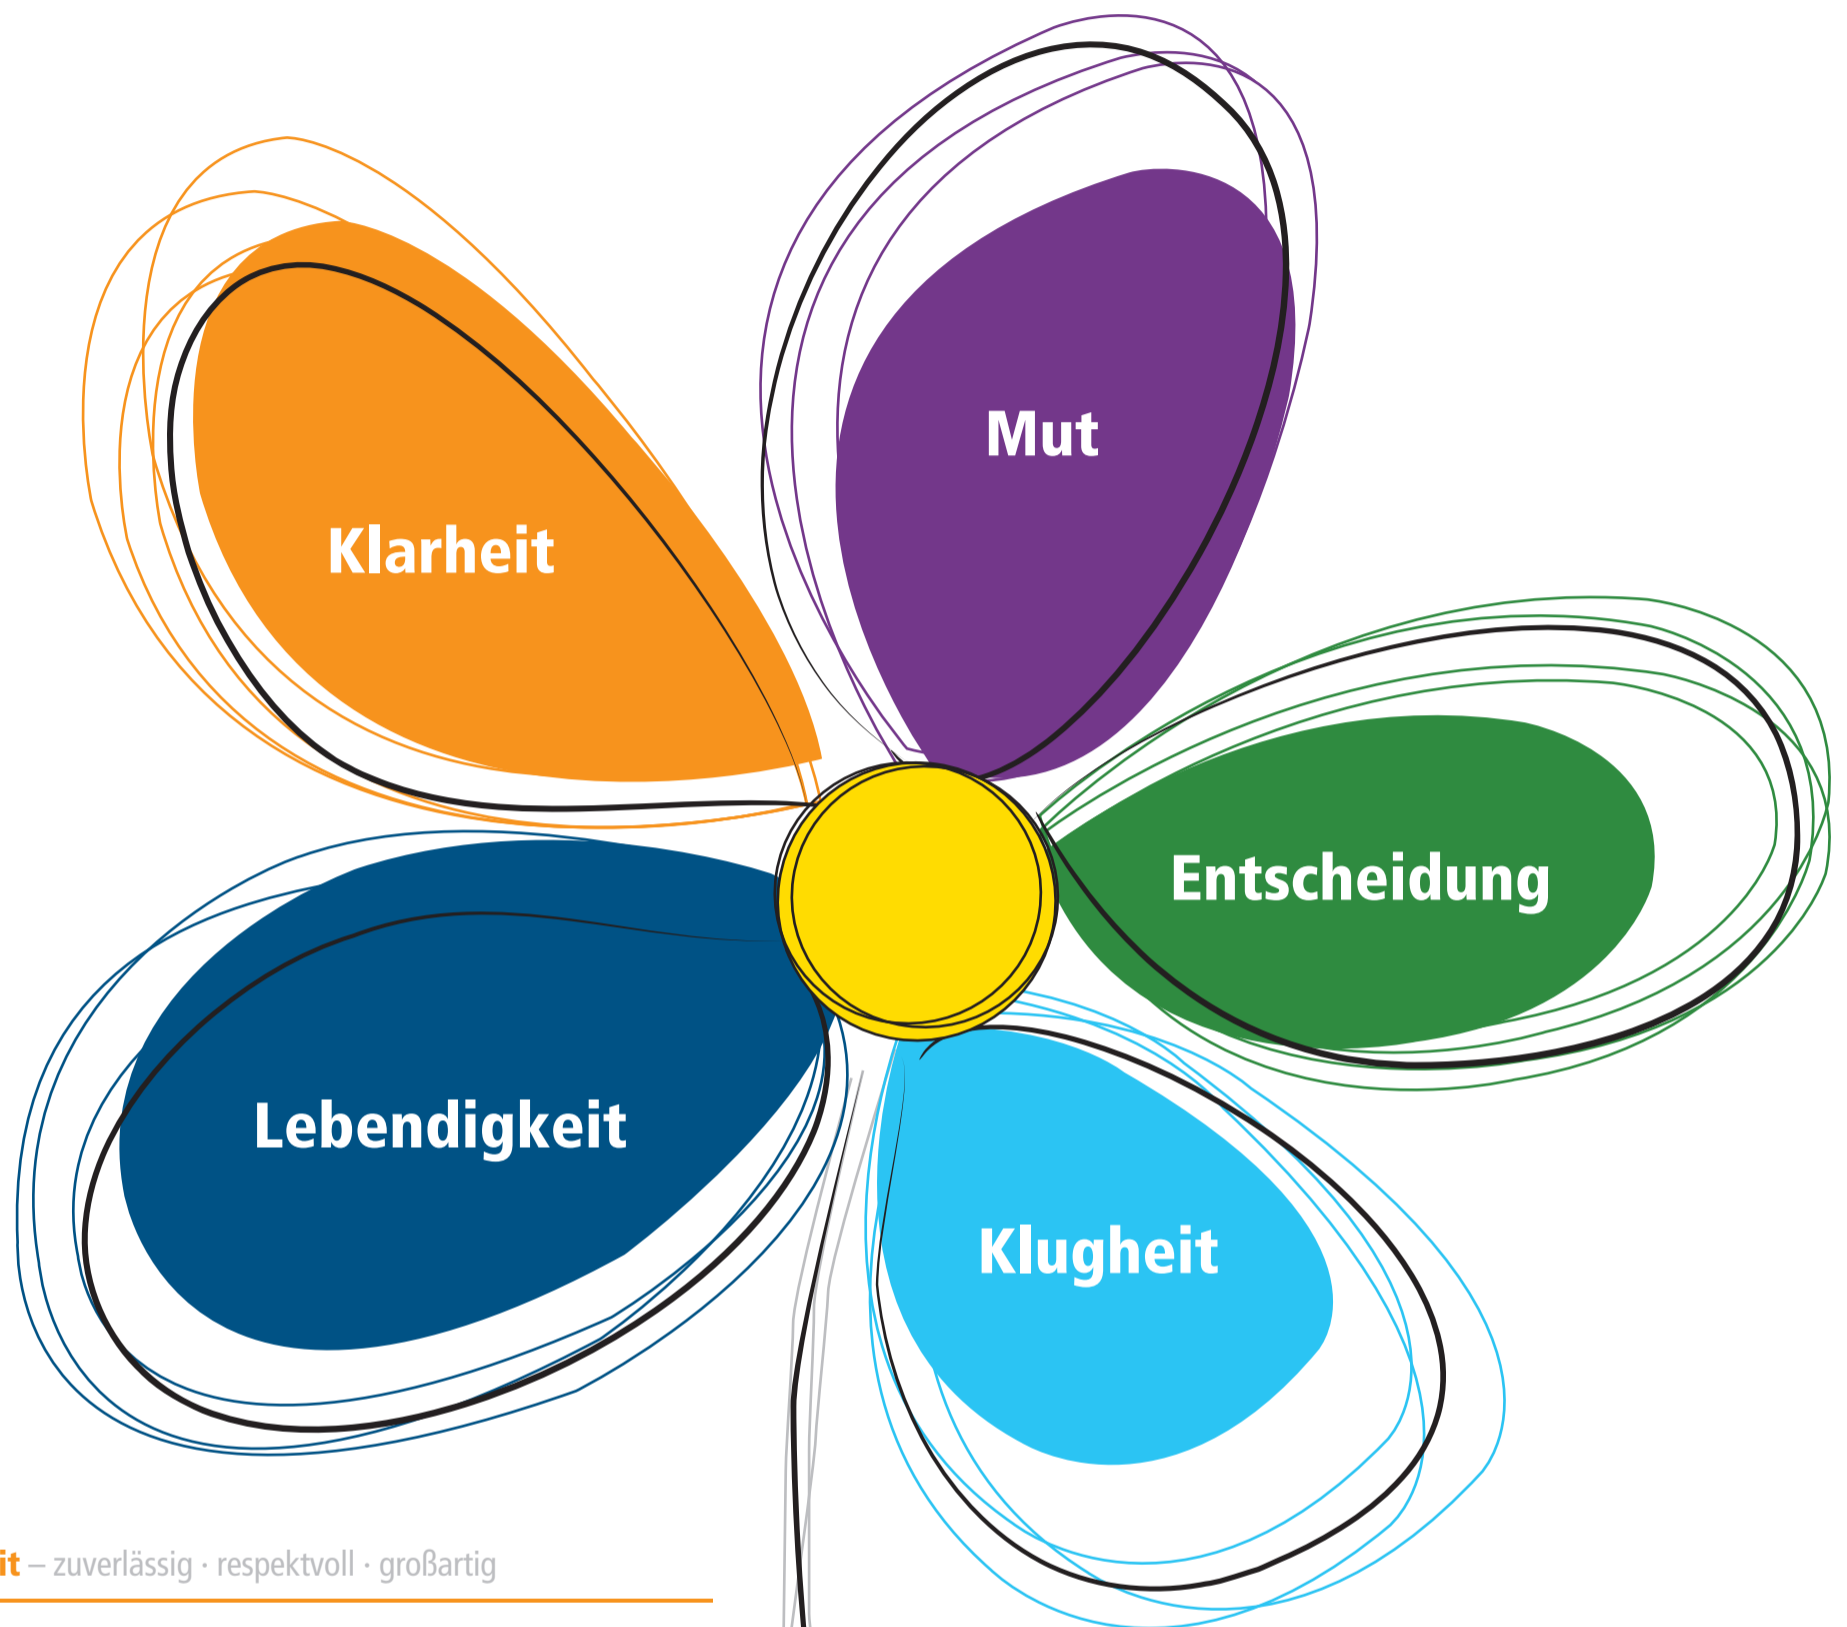 Mut
Klarheit
Entscheidung
Lebendigkeit
Klugheit
it – zuverlässig · respektvoll · großartig